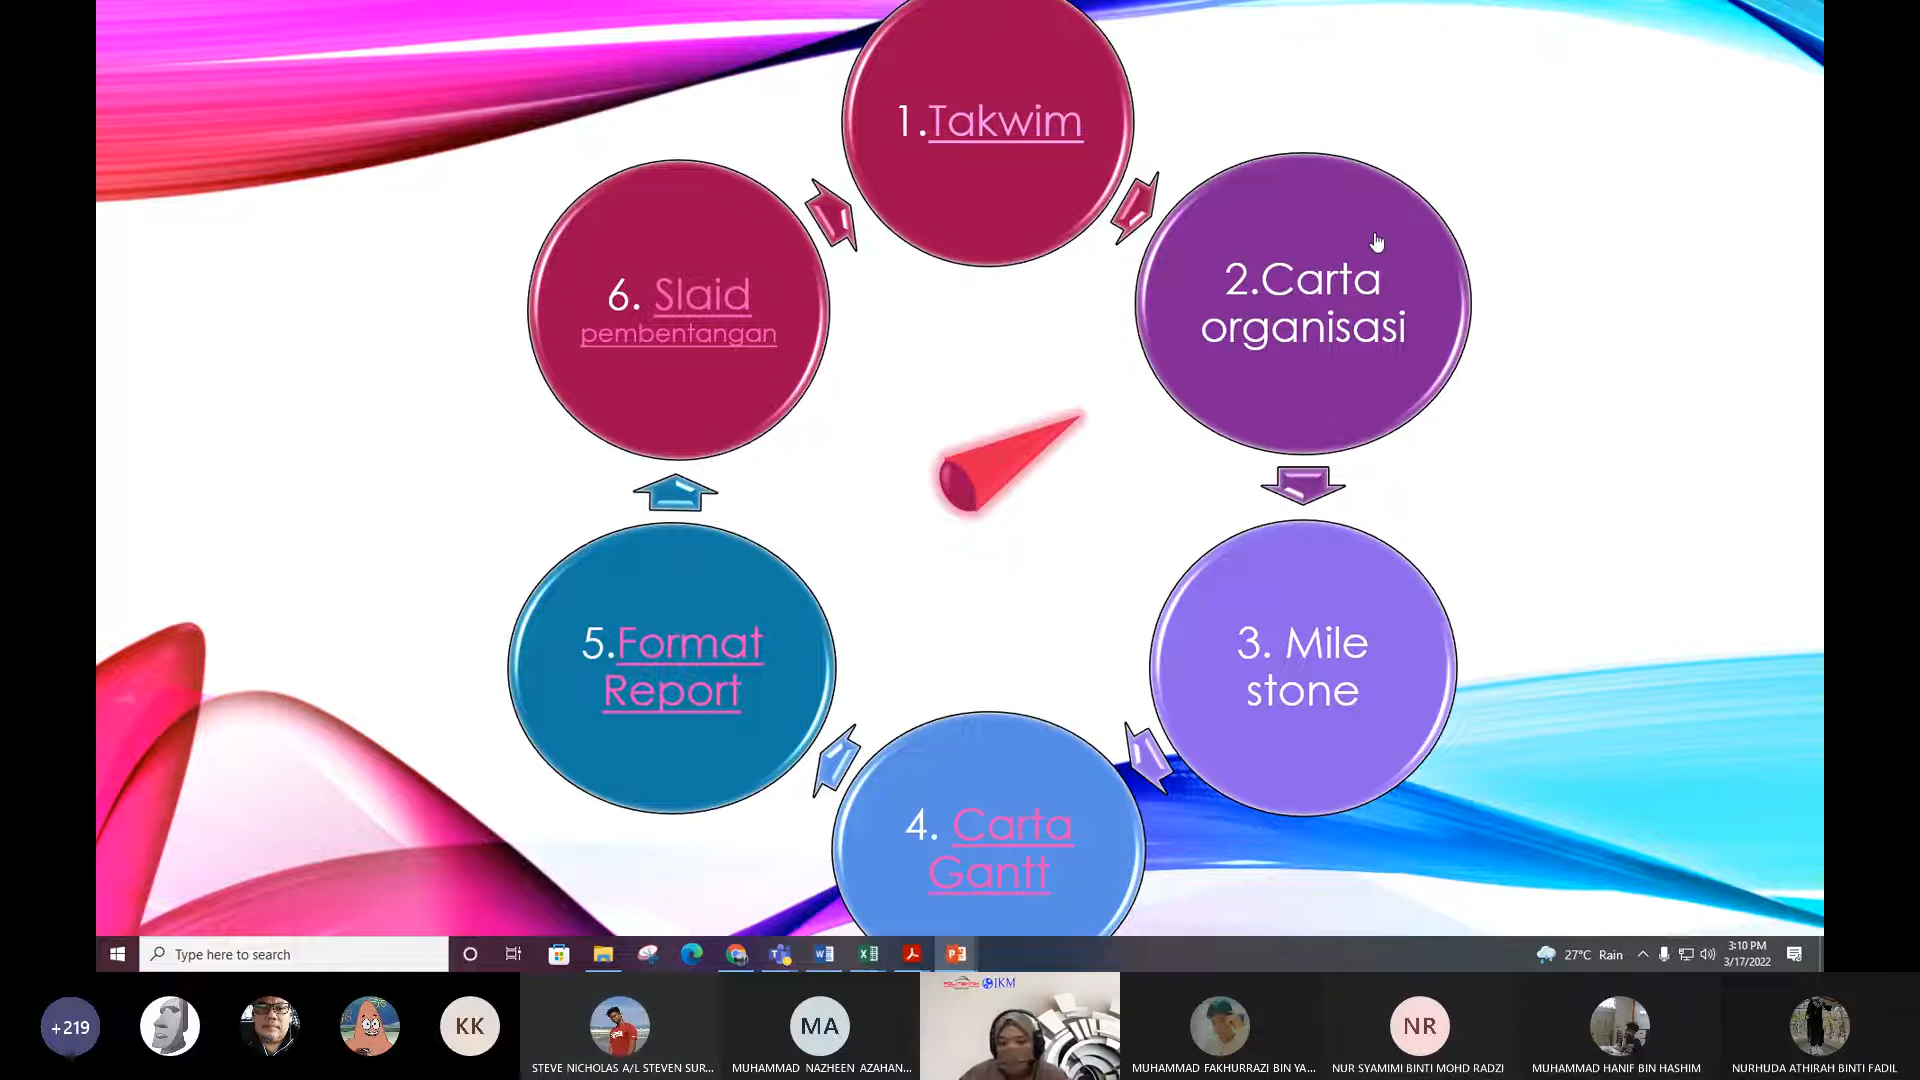 1.Takwim
2.Carta
organisasi
3. Mile
stone
4. Carta
Gantt
5.Format
Report
6. Slaid
pembentangan
Type here to search
27°C Rain
3:10 PM
3/17/2022
+219
KK
MA
NR
POLITEKNIK
JKM
STEVE NICHOLAS A/L STEVEN SUR...
MUHAMMAD NAZHEEN AZAHAN...
MUHAMMAD FAKHURRAZI BIN YA...
NUR SYAMIMI BINTI MOHD RADZI
MUHAMMAD HANIF BIN HASHIM
NURHUDA ATHIRAH BINTI FADIL